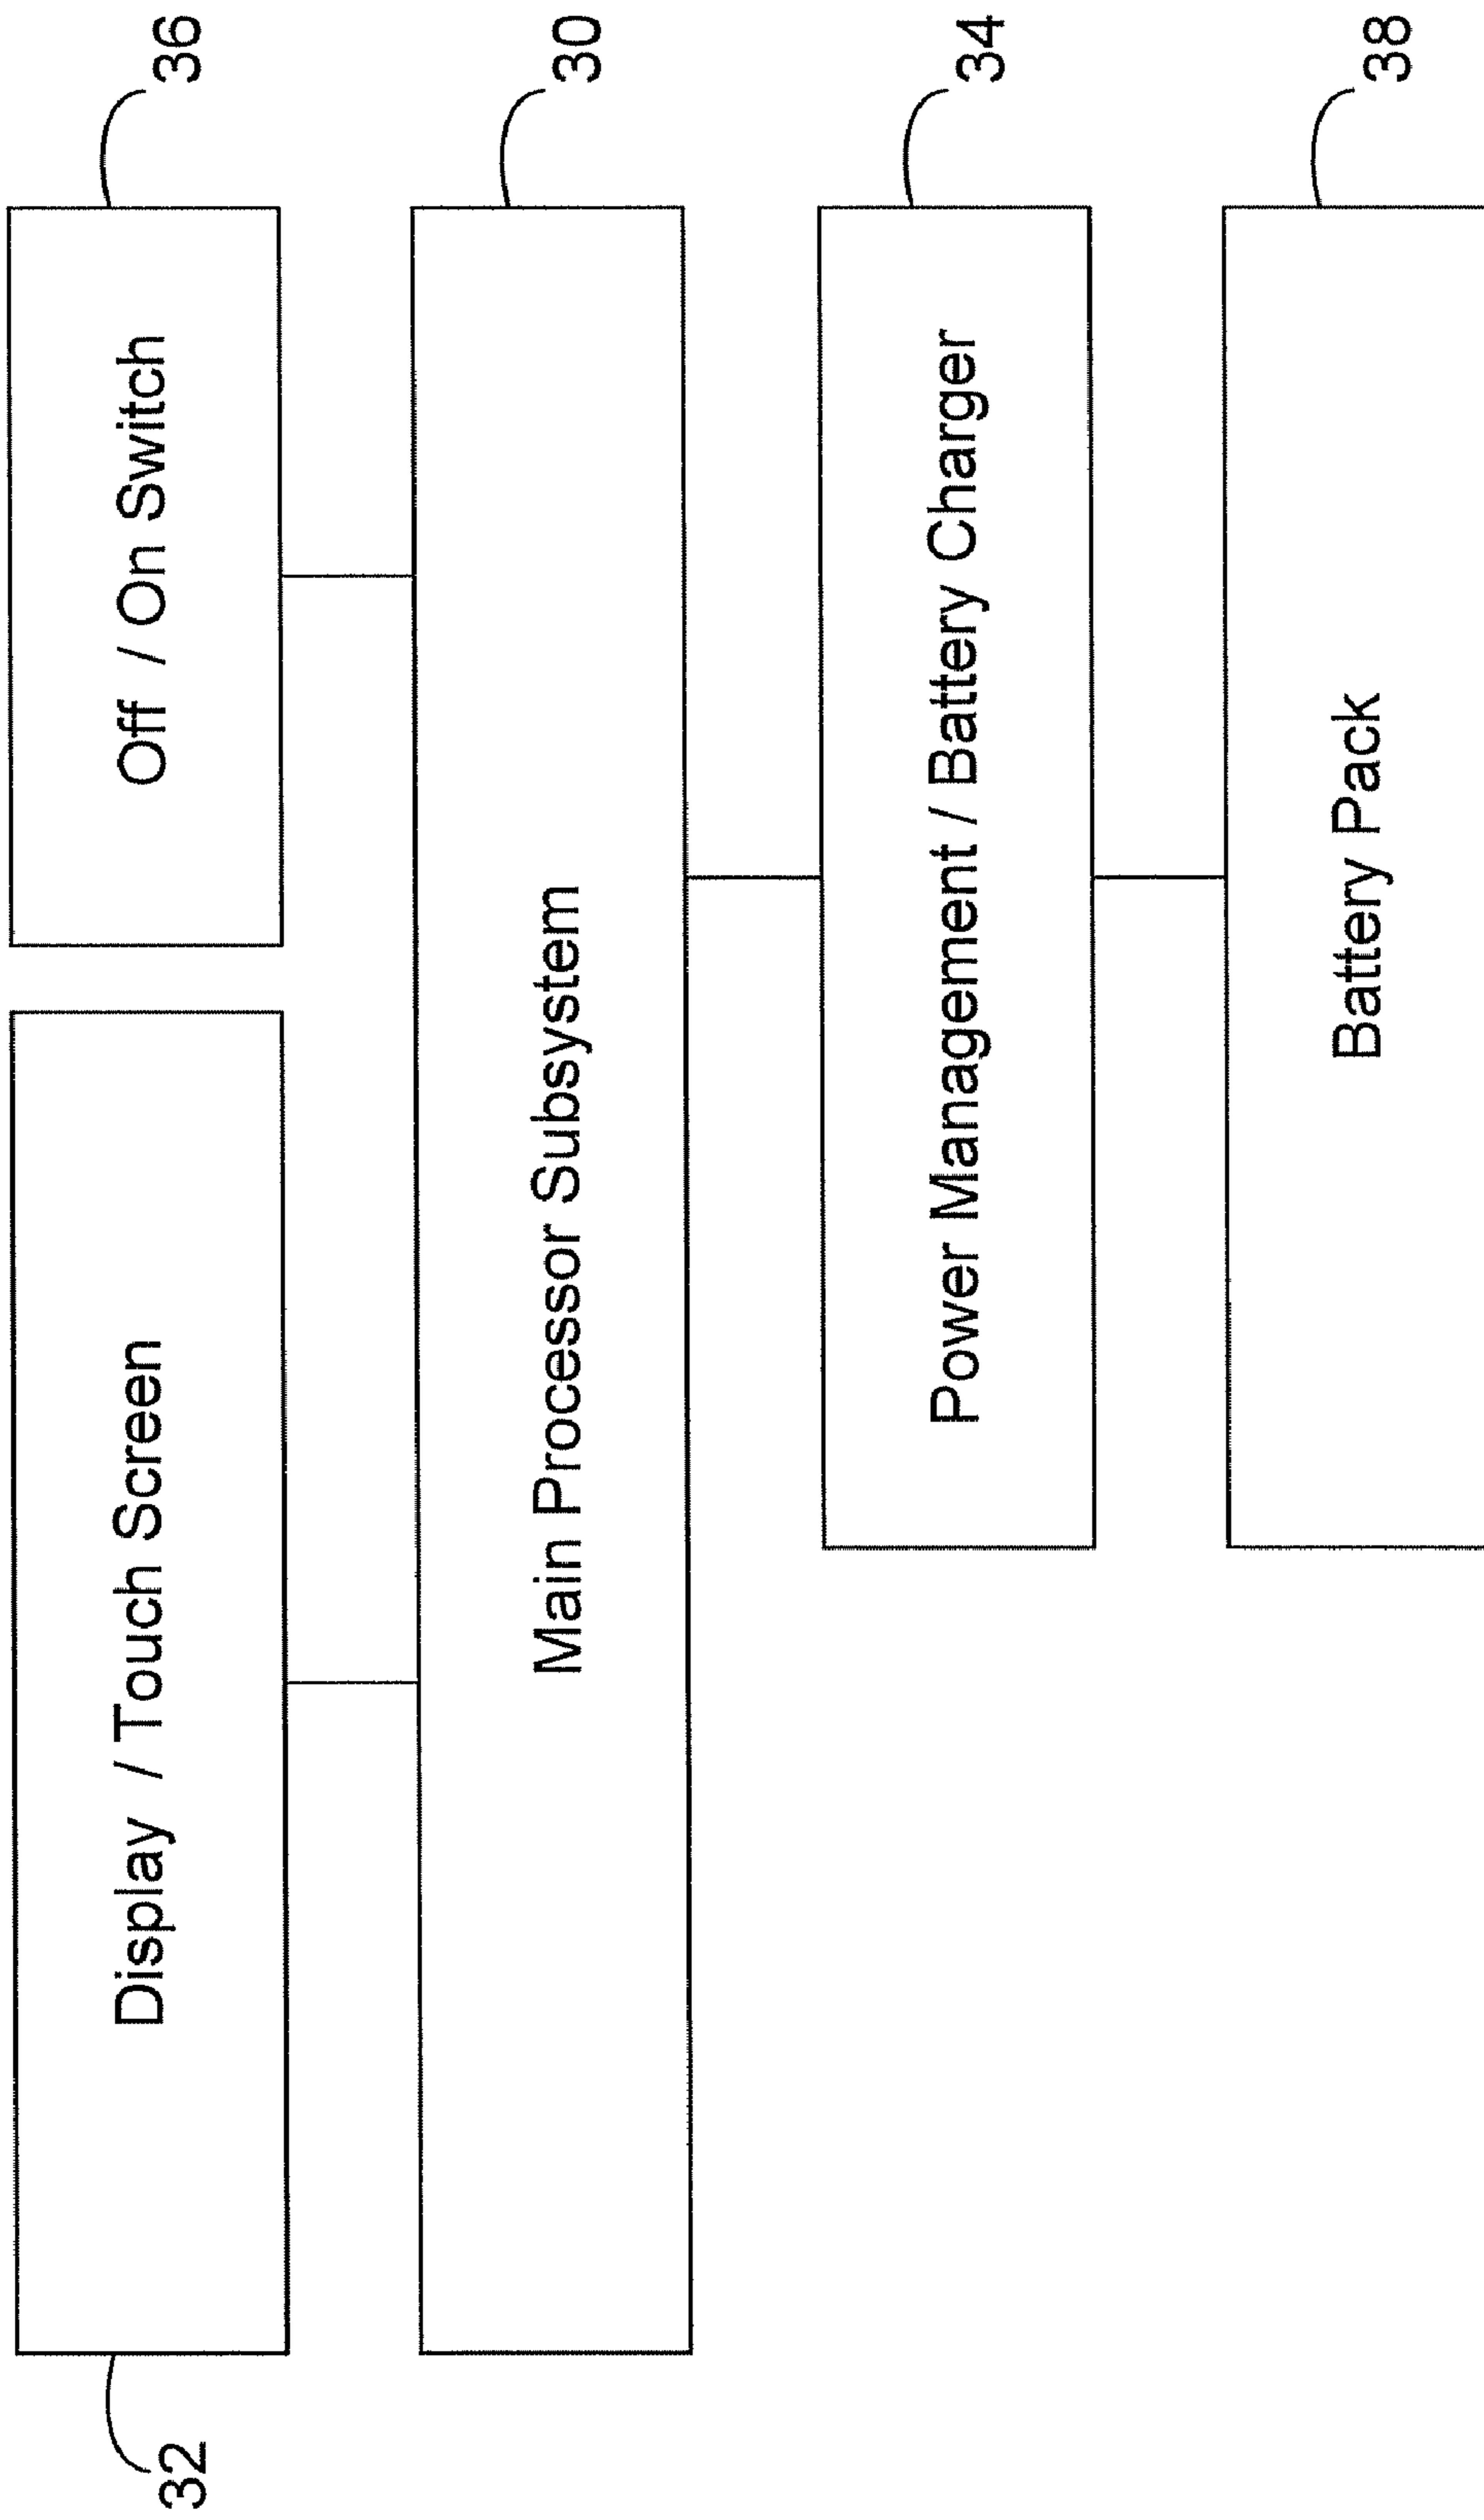 Display / Touch Screen
Off / On Switch
Main Processor Subsystem
Power Management / Battery Charger
Battery Pack
32
36
30
34
38